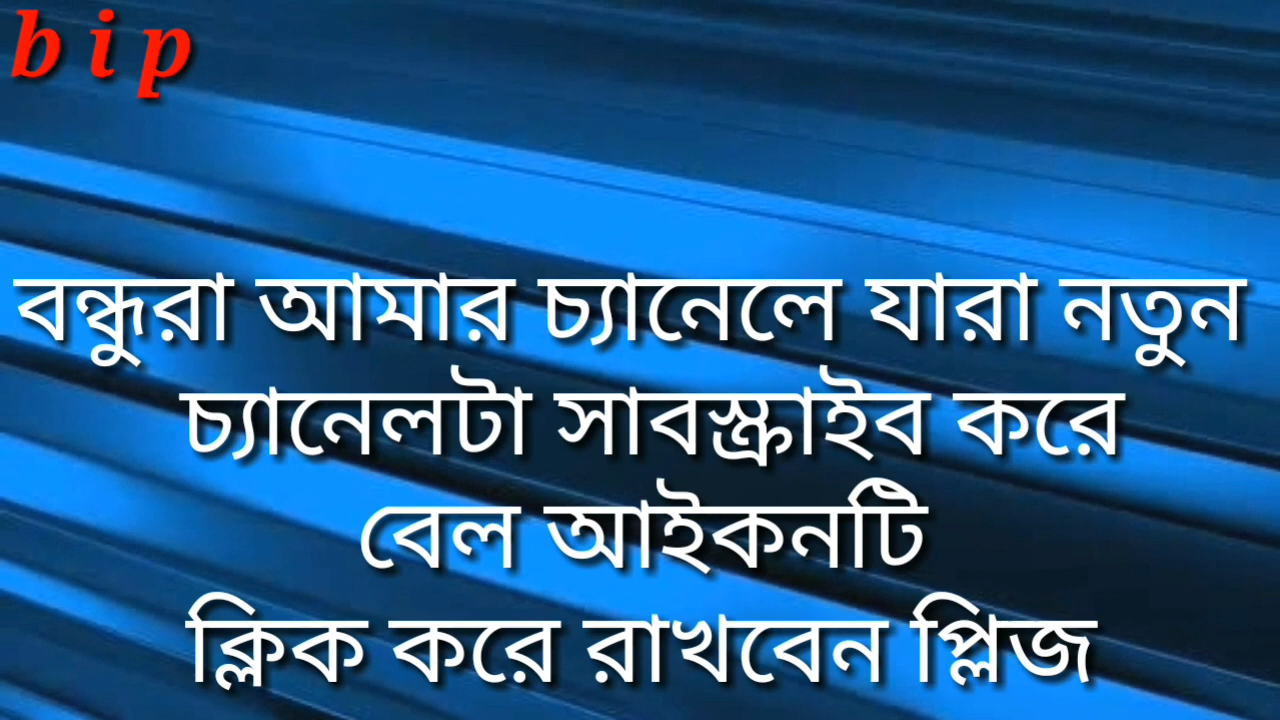 b i p
বন্ধুরা আমার চ্যানেলে যারা নতুন
চ্যানেলটা সাবস্ক্রাইব করে
বেল আইকনটি
ক্লিক করে রাখবেন প্লিজ